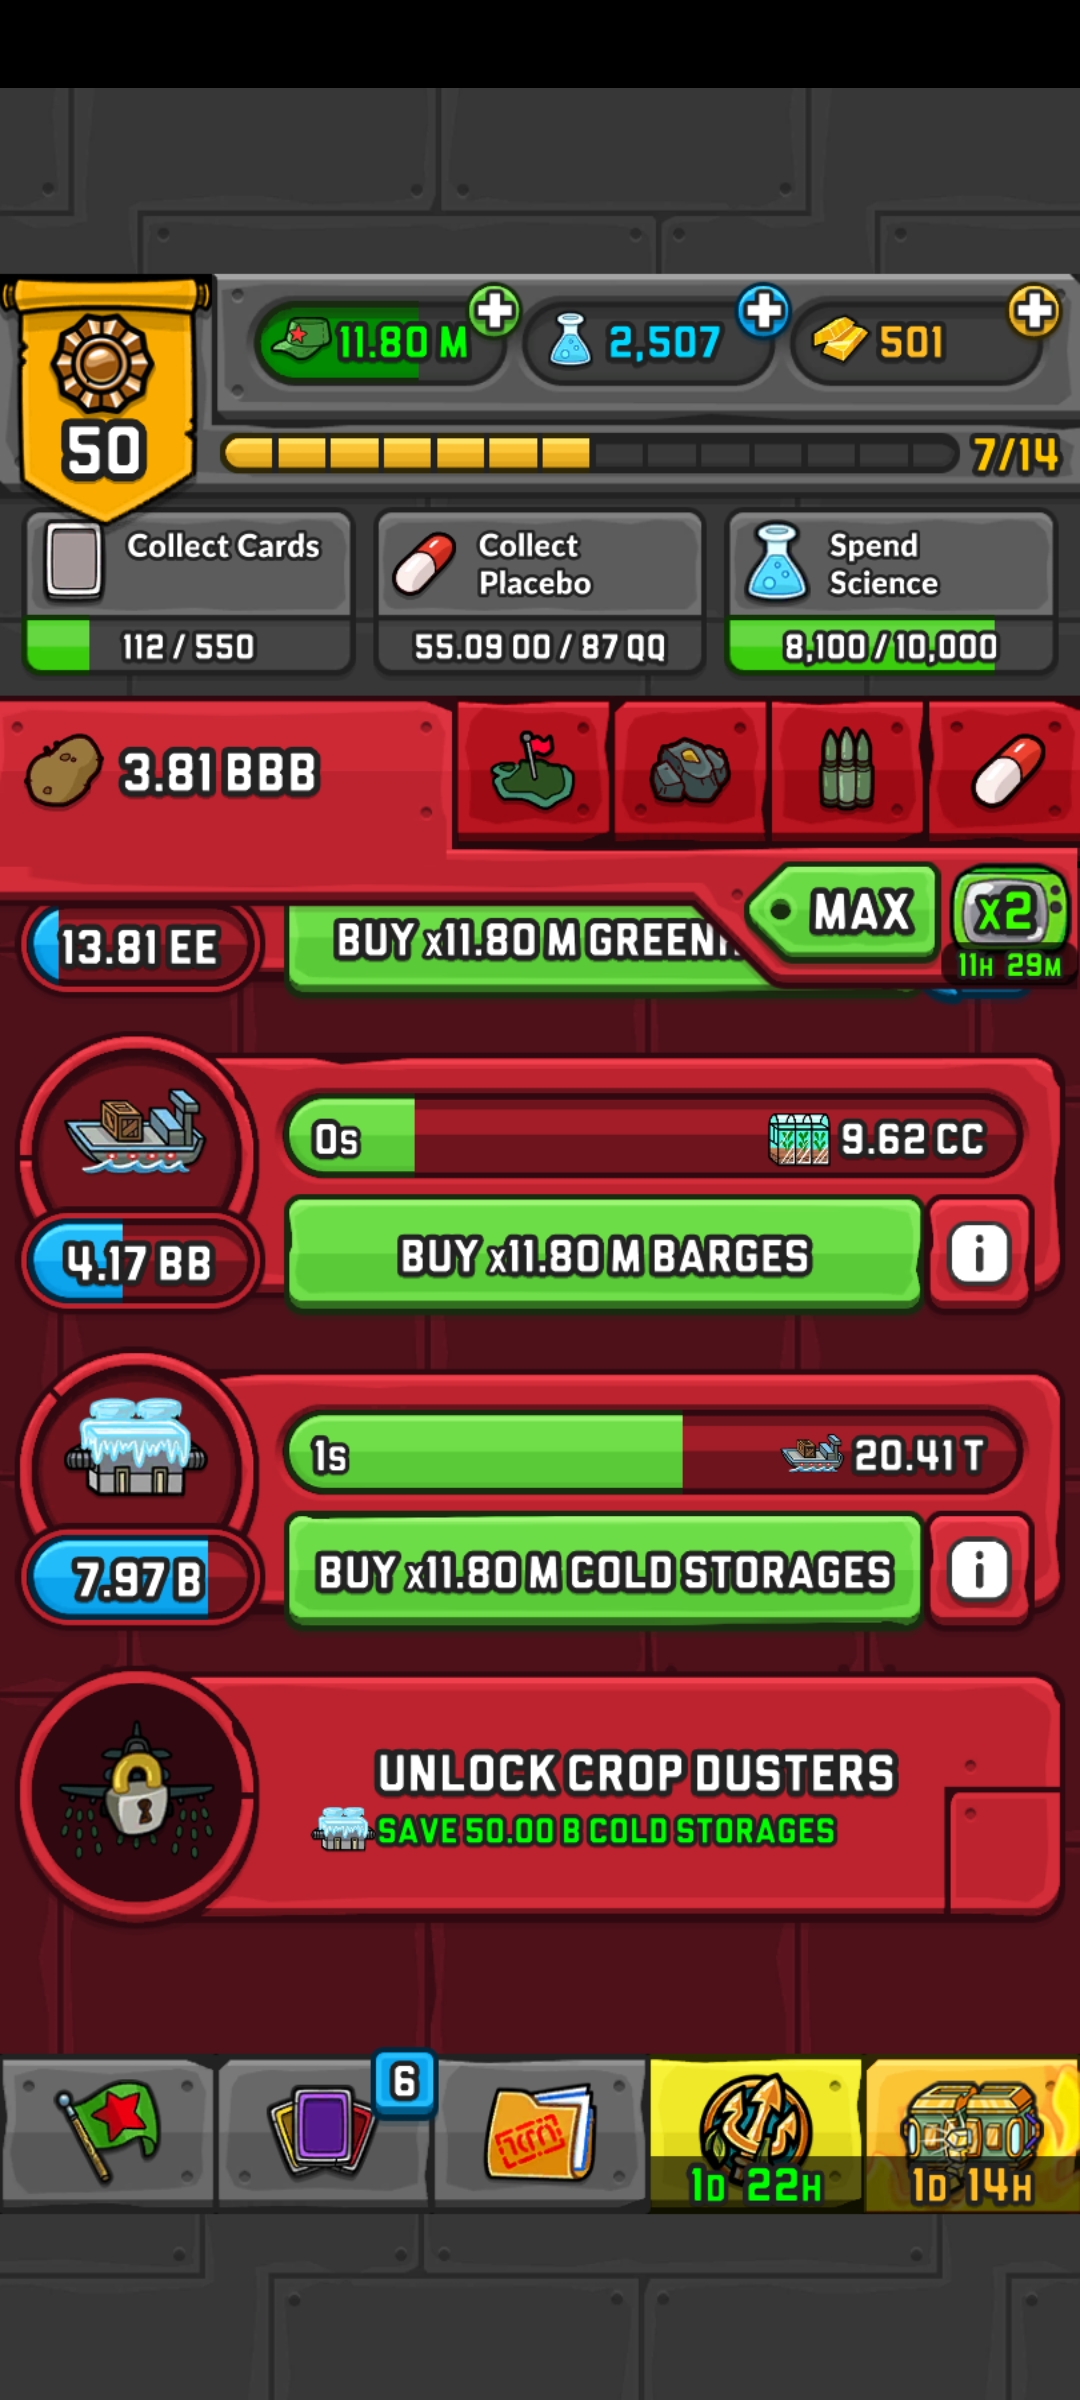 11.80 M
2,507
501
50
7/14
Collect Cards
112 / 550
Collect
Placebo
55.09 OO / 87 QQ
Spend
Science
8,100 / 10,000
3.81 BBB
MAX
x2
11H 29M
13.81 EE
BUY x11.80 M
0s
9.62 CC
4.17 BB
BUY x11.80 M BARGES
i
1s
20.41 T
7.97 B
BUY x11.80 M COLD STORAGES
i
UNLOCK CROP DUSTERS
SAVE 50.00 B COLD STORAGES
6
1D 22H
1D 14H